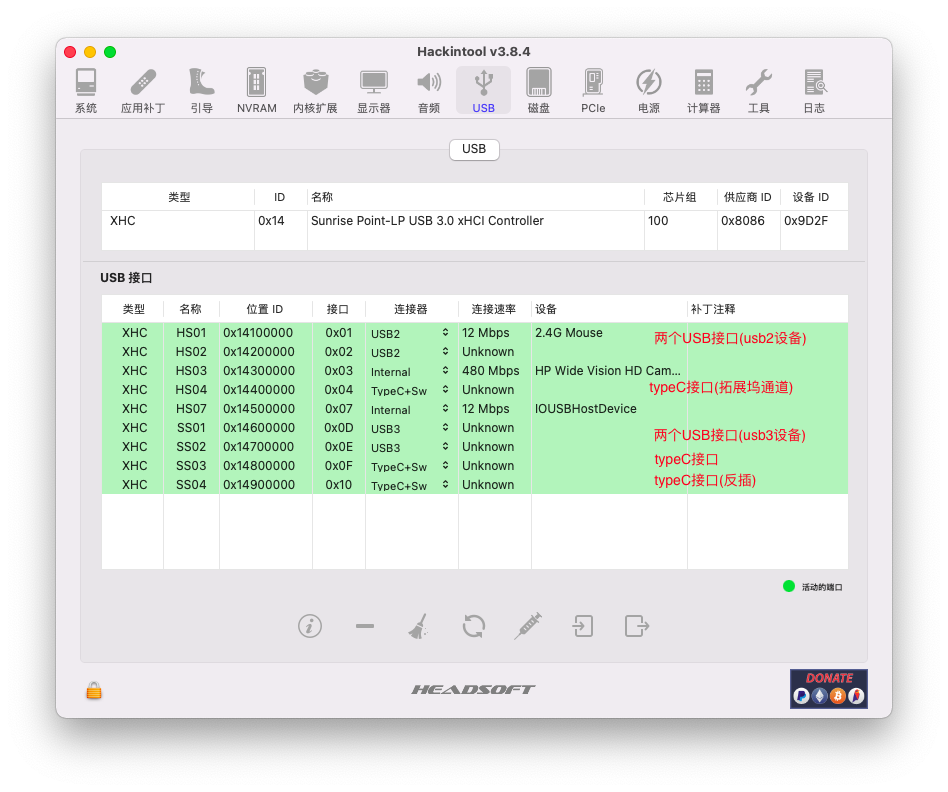 Hackintool v3.8.4
系统 应用补丁 引导 NVRAM 内核扩展 显示器 音频 USB 磁盘 PCIe 电源 计算器 工具 日志
USB
类型 ID 名称 芯片组 供应商 ID 设备 ID
XHC 0x14 Sunrise Point-LP USB 3.0 xHCI Controller 100 0x8086 0x9D2F
USB 接口
类型 名称 位置 ID 接口 连接器 连接速率 设备 补丁注释
XHC HS01 0x14100000 0x01 USB2 12 Mbps 2.4G Mouse 两个USB接口(usb2设备)
XHC HS02 0x14200000 0x02 USB2 Unknown
XHC HS03 0x14300000 0x03 Internal 480 Mbps HP Wide Vision HD Cam...
XHC HS04 0x14400000 0x04 TypeC+Sw Unknown typeC接口(拓展坞通道)
XHC HS07 0x14500000 0x07 Internal 12 Mbps IOUSBHostDevice
XHC SS01 0x14600000 0x0D USB3 Unknown 两个USB接口(usb3设备)
XHC SS02 0x14700000 0x0E USB3 Unknown
XHC SS03 0x14800000 0x0F TypeC+Sw Unknown typeC接口
XHC SS04 0x14900000 0x10 TypeC+Sw Unknown typeC接口(反插)
活动的端口
HEADSOFT
DONATE